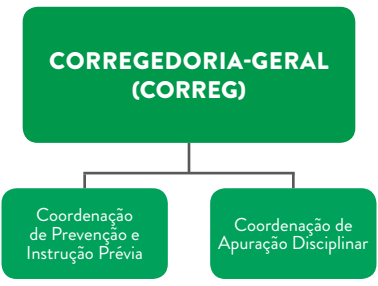 CORREGEDORIA-GERAL
(CORREG)
Coordenação
de Prevenção e
Instrução Prévia
Coordenação de
Apuração Disciplinar